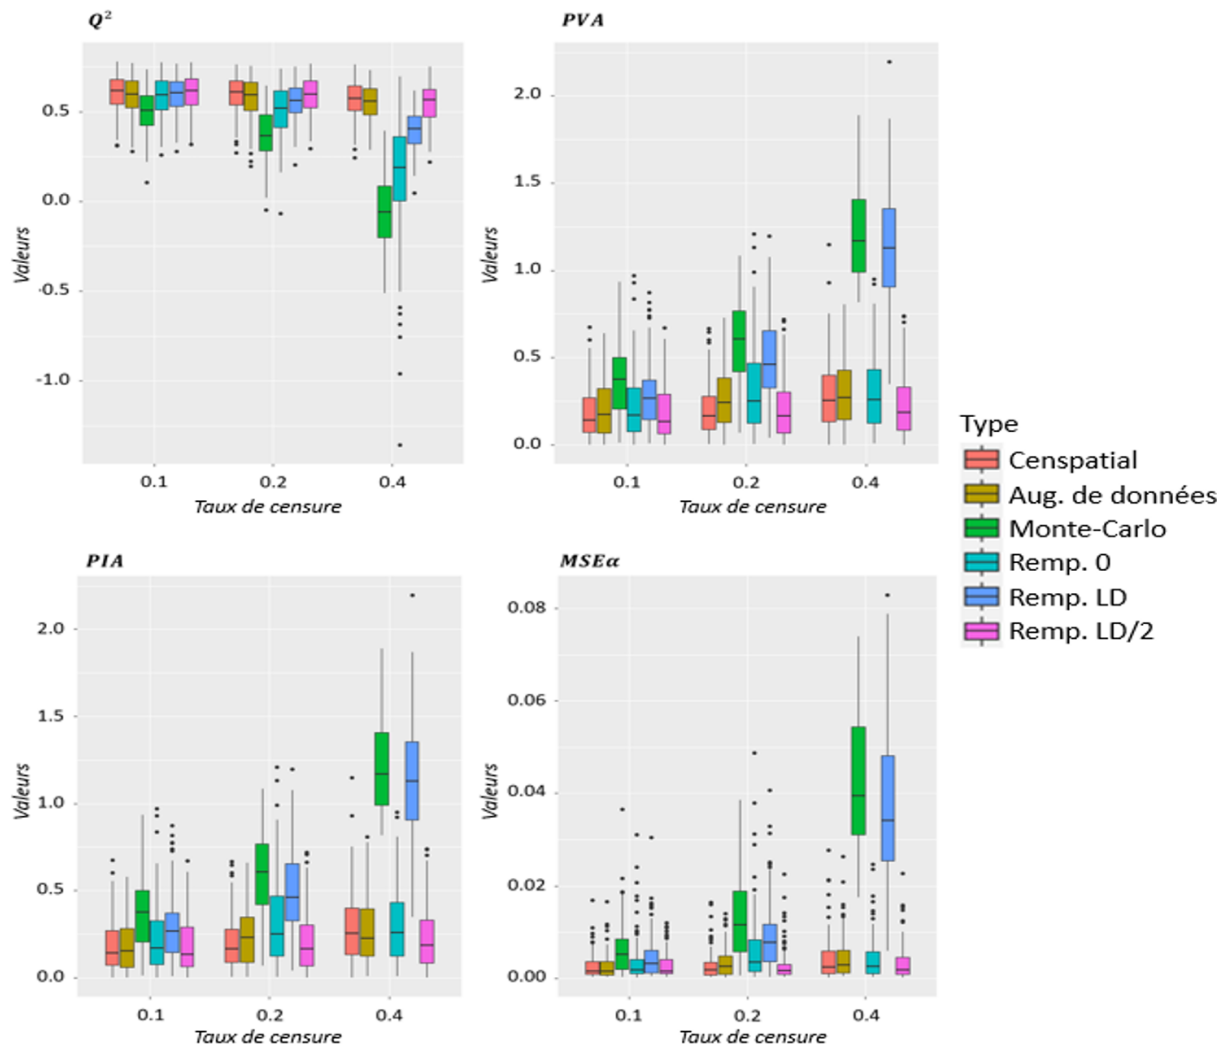 Q²
0.5
0.0
-0.5
-1.0
Valeurs
0.1 0.2 0.4
Taux de censure
PVA
2.0
1.5
1.0
0.5
0.0
Valeurs
0.1 0.2 0.4
Taux de censure
PIA
2.0
1.5
1.0
0.5
0.0
Valeurs
0.1 0.2 0.4
Taux de censure
MSEα
0.08
0.06
0.04
0.02
0.00
Valeurs
0.1 0.2 0.4
Taux de censure
Type
Censpatial
Aug. de données
Monte-Carlo
Remp. 0
Remp. LD
Remp. LD/2